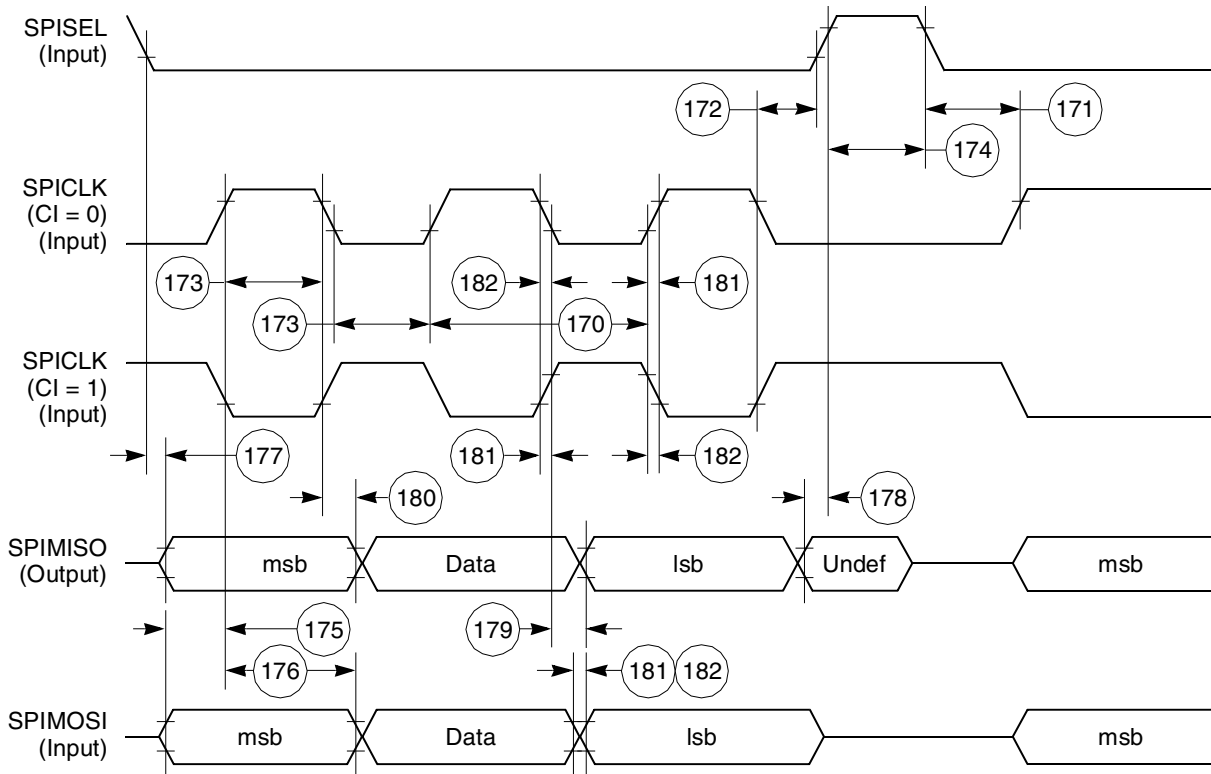 SPISEL
(Input)
172
171
174
SPICLK
(CI = 0)
(Input)
173
182
181
173
170
SPICLK
(CI = 1)
(Input)
177
181
182
180
178
SPIMISO
(Output)
msb
Data
lsb
Undef
msb
175
179
176
181
182
SPIMOSI
(Input)
msb
Data
lsb
msb